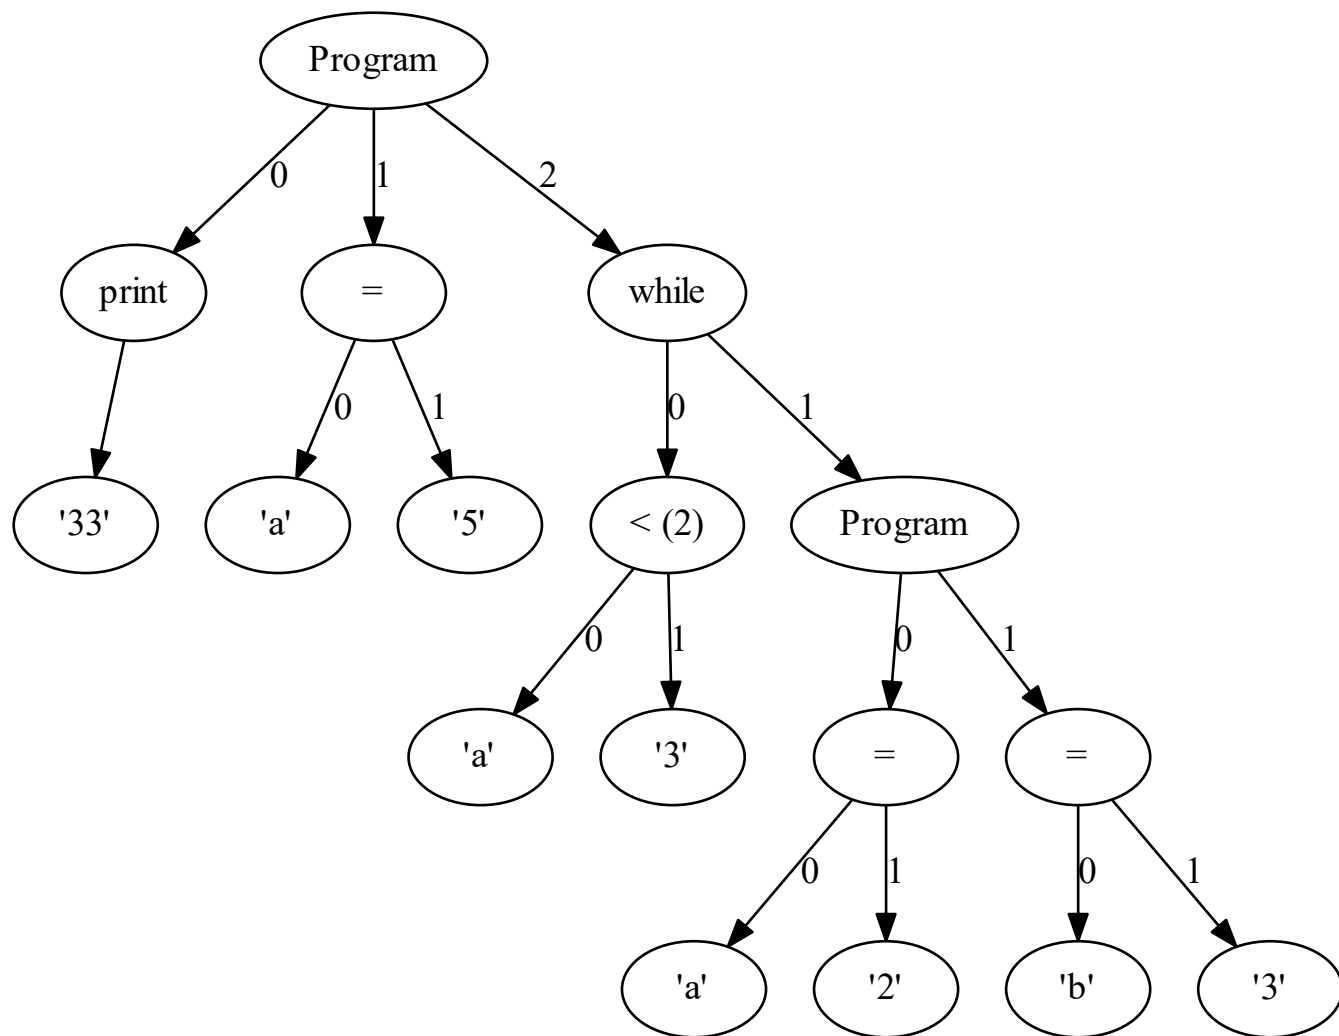 Program
0 1 2
print = while
0 1 0 1
'33' 'a' '5' < (2) Program
0 1 0 1
'a' '3' = =
0 1 0 1
'a' '2' 'b' '3'